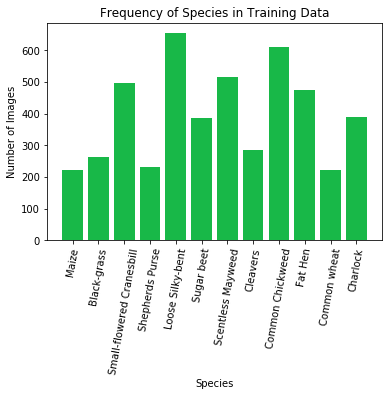 Frequency of Species in Training Data
Number of Images
600
500
400
300
200
100
0
Maize
Black-grass
Small-flowered Cranesbill
Shepherds Purse
Loose Silky-bent
Sugar beet
Scentless Mayweed
Cleavers
Common Chickweed
Fat Hen
Common wheat
Charlock
Species